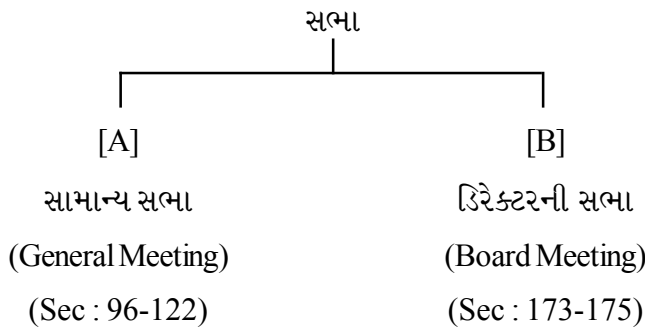 સભા
[A] [B]
સામાન્ય સભા ડિરેક્ટરની સભા
(General Meeting) (Board Meeting)
(Sec : 96-122) (Sec : 173-175)